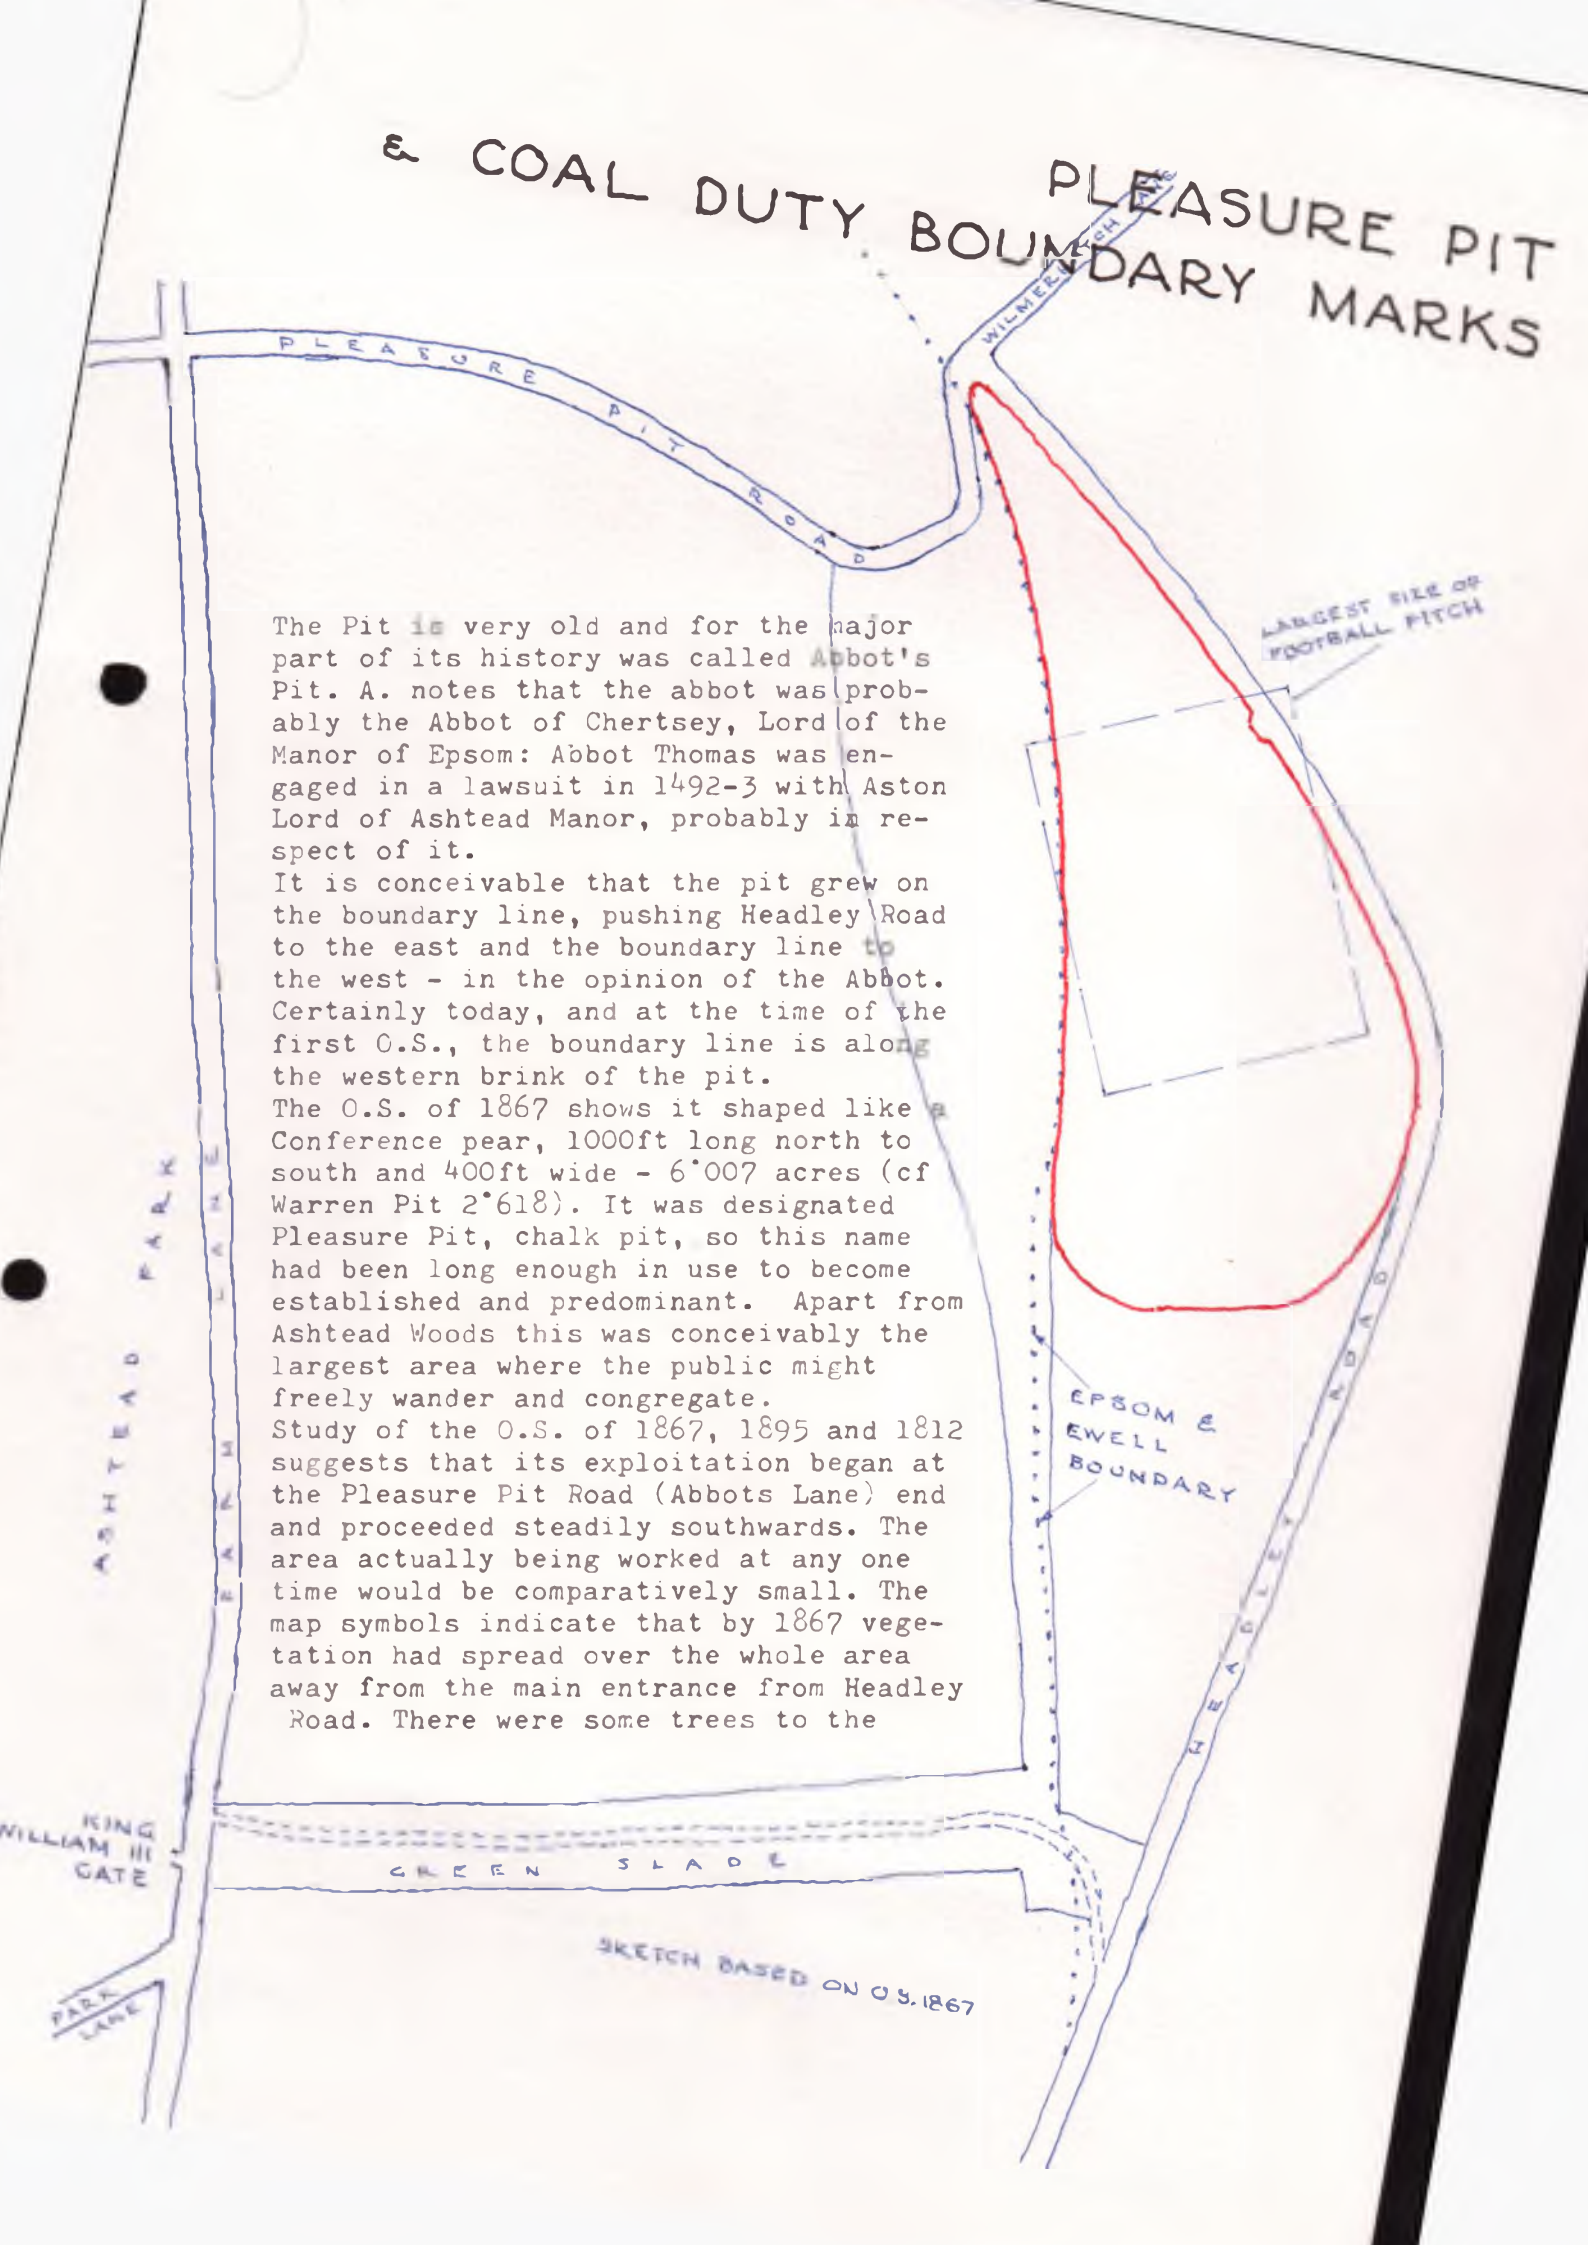 PLEASURE PIT
& COAL DUTY BOUNDARY MARKS
PLEASURE PIT ROAD
LARGEST SIZE OF
FOOTBALL PITCH
The Pit is very old and for the major
part of its history was called Abbot's
Pit. A. notes that the abbot was prob-
ably the Abbot of Chertsey, Lord of the
Manor of Epsom: Abbot Thomas was en-
gaged in a lawsuit in 1492-3 with Aston
Lord of Ashtead Manor, probably in re-
spect of it.
It is conceivable that the pit grew on
the boundary line, pushing Headley Road
to the east and the boundary line to
the west - in the opinion of the Abbot.
Certainly today, and at the time of the
first O.S., the boundary line is along
the western brink of the pit.
The O.S. of 1867 shows it shaped like a
Conference pear, 1000ft long north to
south and 400ft wide - 6·007 acres (cf
Warren Pit 2·618). It was designated
Pleasure Pit, chalk pit, so this name
had been long enough in use to become
established and predominant. Apart from
Ashtead Woods this was conceivably the
largest area where the public might
freely wander and congregate.
Study of the O.S. of 1867, 1895 and 1812
suggests that its exploitation began at
the Pleasure Pit Road (Abbots Lane) end
and proceeded steadily southwards. The
area actually being worked at any one
time would be comparatively small. The
map symbols indicate that by 1867 vege-
tation had spread over the whole area
away from the main entrance from Headley
Road. There were some trees to the
ASHTEAD PARK
FARM LANE
EPSOM &
EWELL
BOUNDARY
HEADLEY
KING
WILLIAM III
GATE
GREEN SLADE
SKETCH BASED ON O S. 1867
PARK
LANE